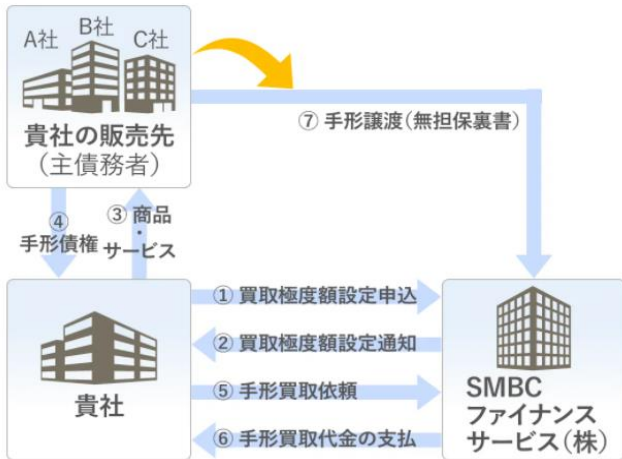 A社
B社
C社
貴社の販売先
（主債務者）
⑦ 手形譲渡（無担保裏書）
④
手形債権
③ 商品
・
サービス
① 買取極度額設定申込
② 買取極度額設定通知
⑤ 手形買取依頼
⑥ 手形買取代金の支払
貴社
SMBC
ファイナンス
サービス（株）